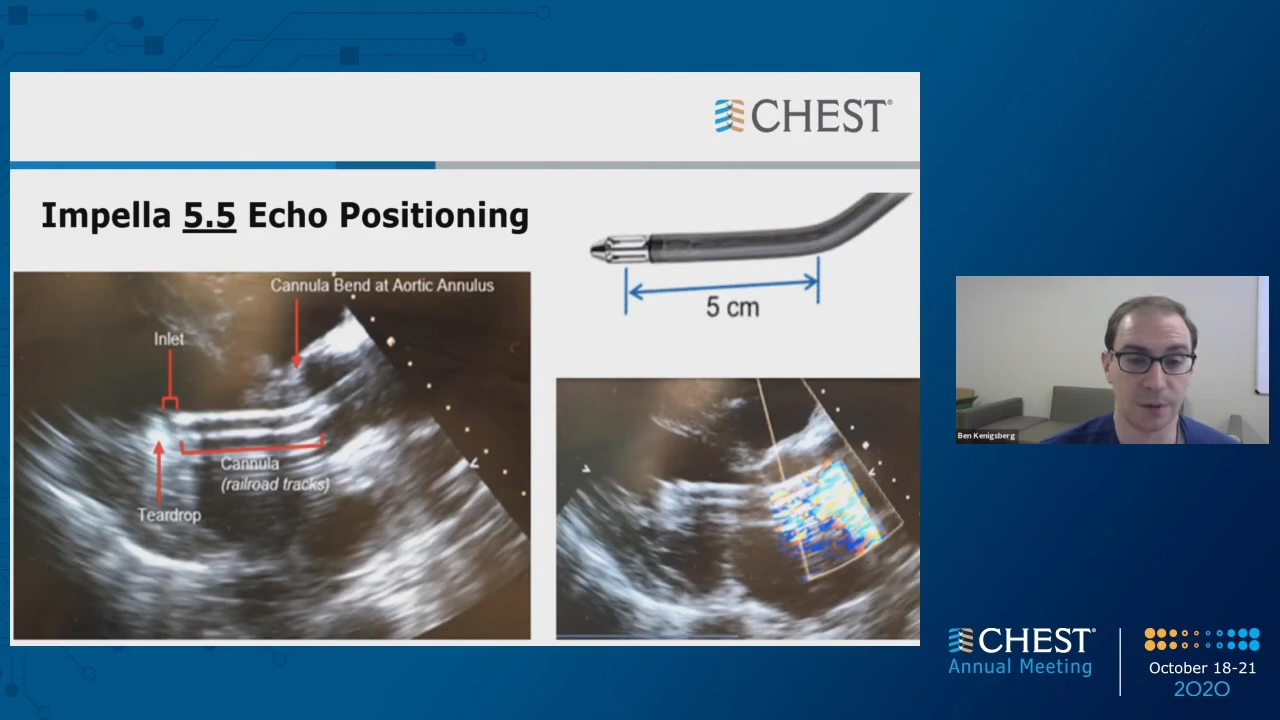 CHEST®
Impella 5.5 Echo Positioning
Cannula Bend at Aortic Annulus
Inlet
Cannula
(railroad tracks)
Teardrop
5 cm
Ben Kenigsberg
CHEST®
Annual Meeting
October 18-21
2020